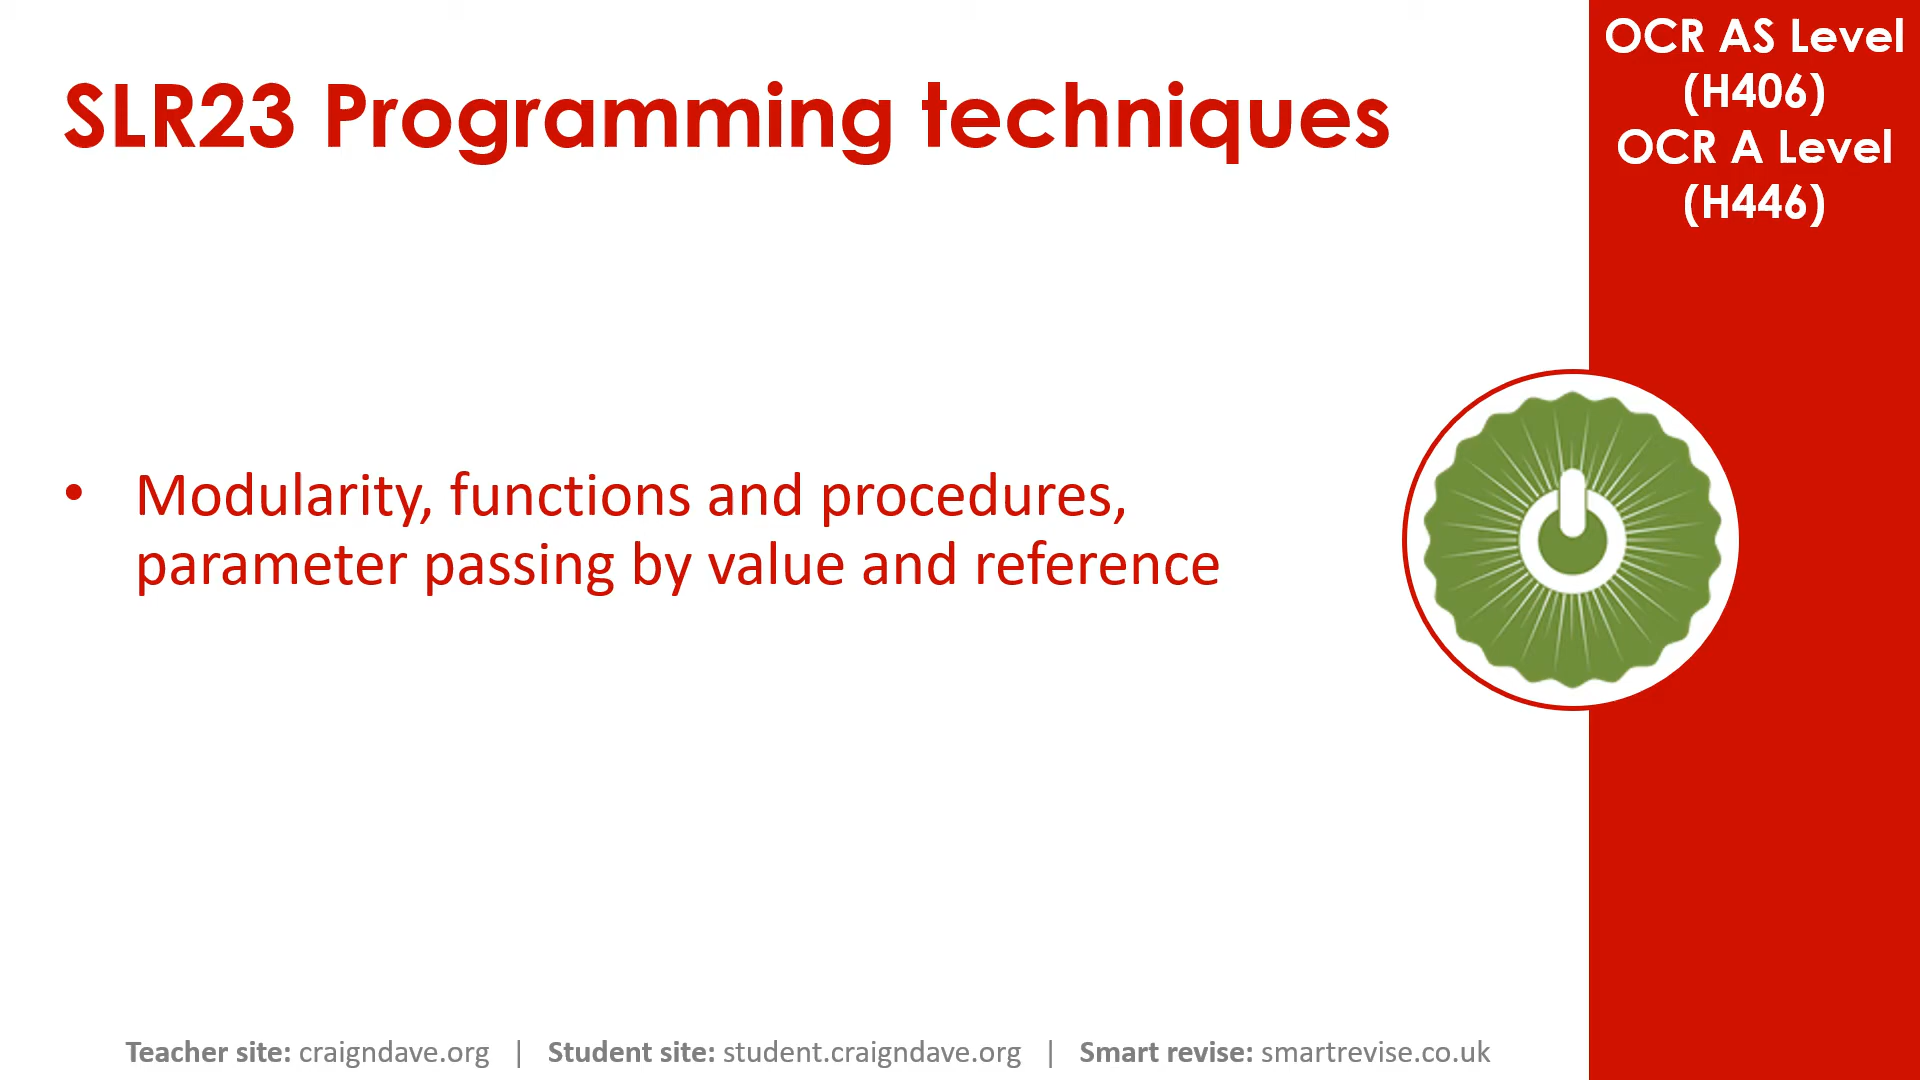 SLR23 Programming techniques
OCR AS Level
(H406)
OCR A Level
(H446)
• Modularity, functions and procedures,
parameter passing by value and reference
Teacher site: craigndave.org | Student site: student.craigndave.org | Smart revise: smartrevise.co.uk